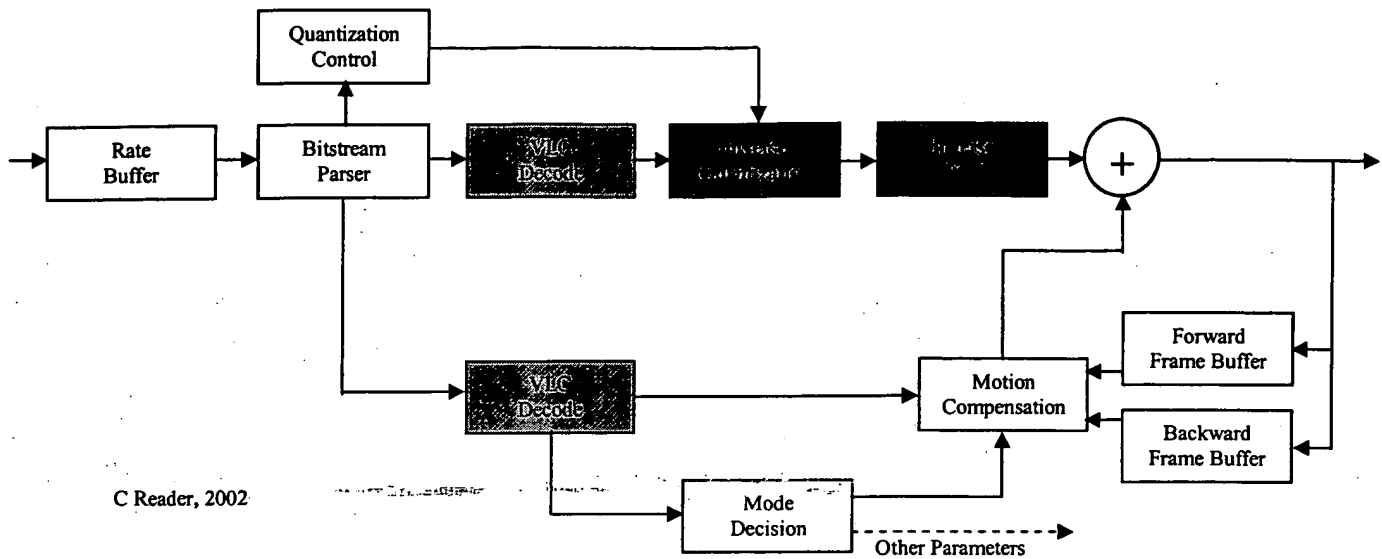 Quantization
Control
Rate
Buffer
Bitstream
Parser
VLC
Decode
+
Forward
Frame Buffer
VLC
Decode
Motion
Compensation
Backward
Frame Buffer
C Reader, 2002
Mode
Decision
Other Parameters